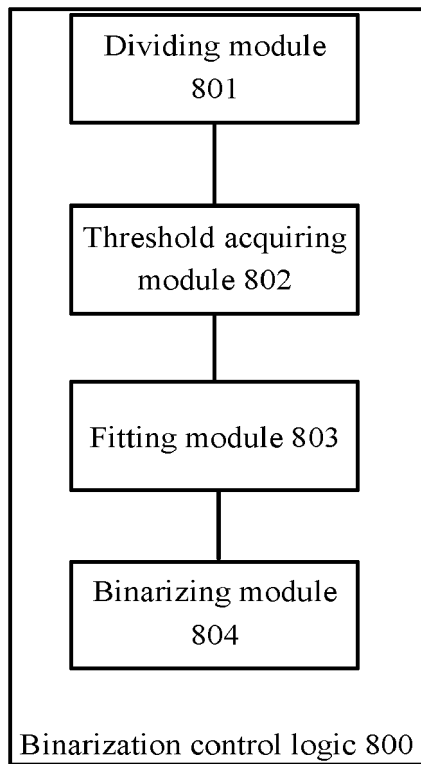 Dividing module
801
Threshold acquiring
module 802
Fitting module 803
Binarizing module
804
Binarization control logic 800